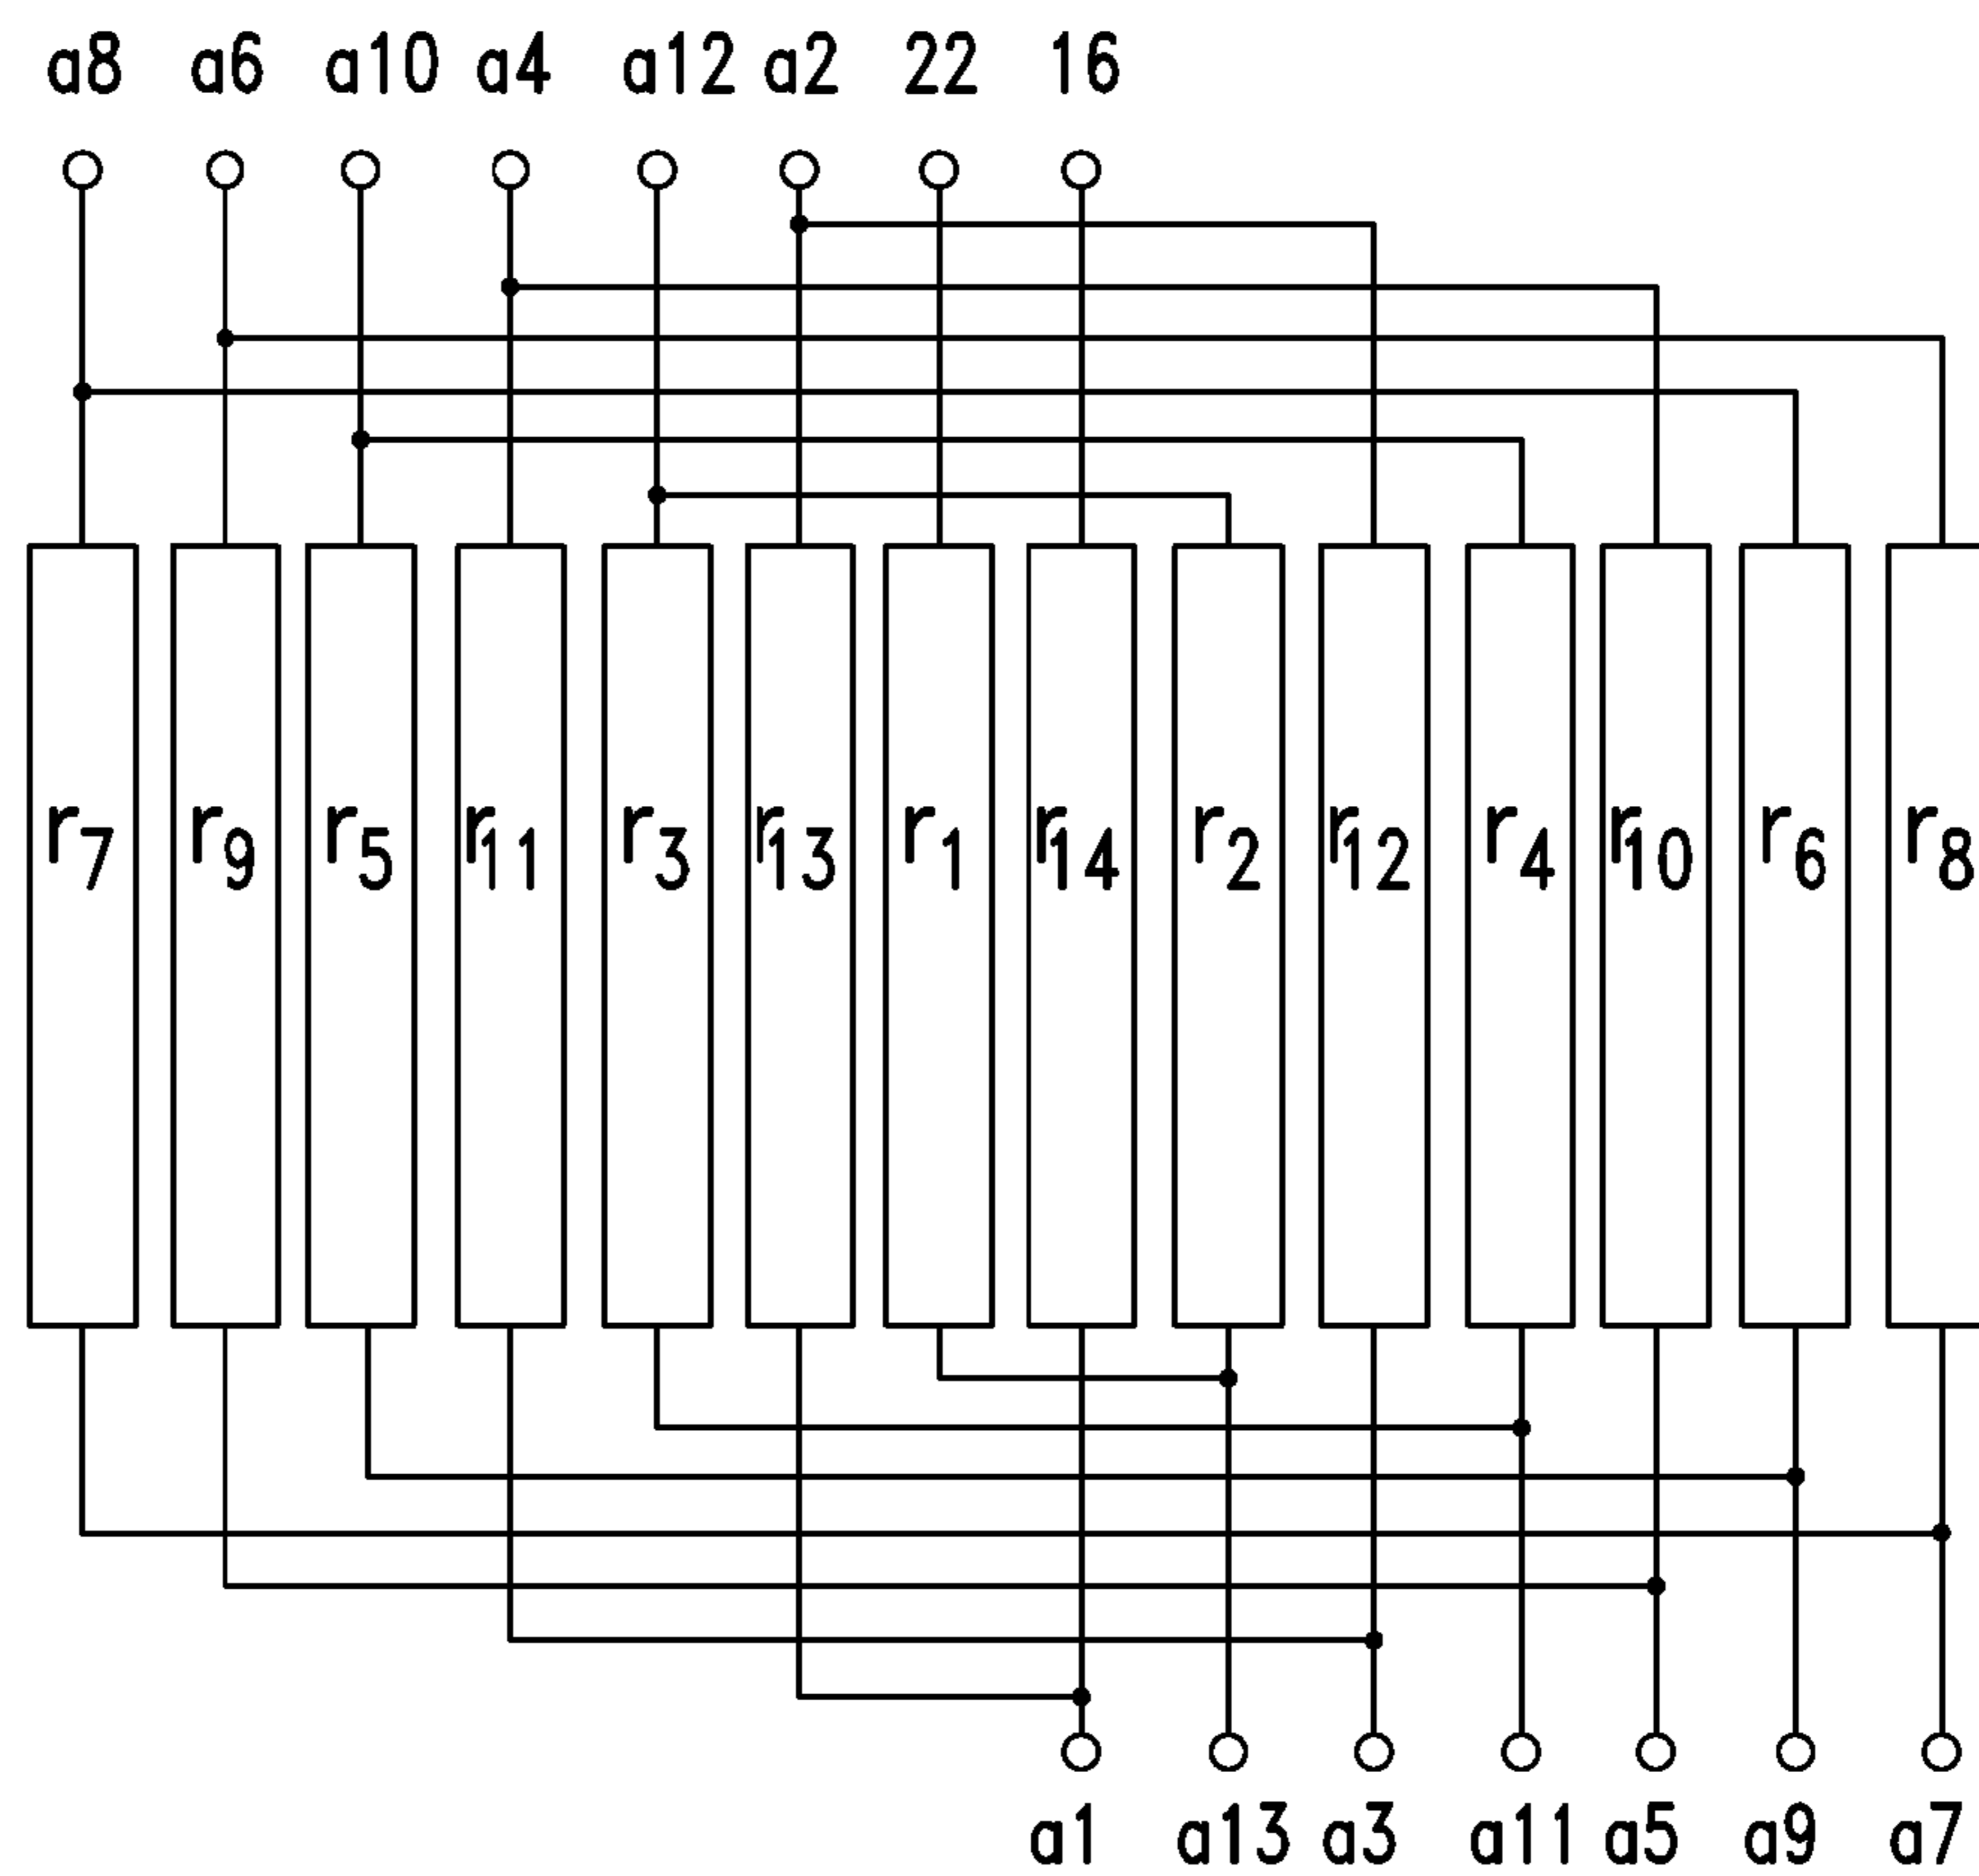 a8 a6 a10 a4 a12 a2 22 16
r7 r9 r5 r11 r3 r13 r1 r14 r2 r12 r4 r10 r6 r8
a1 a13 a3 a11 a5 a9 a7